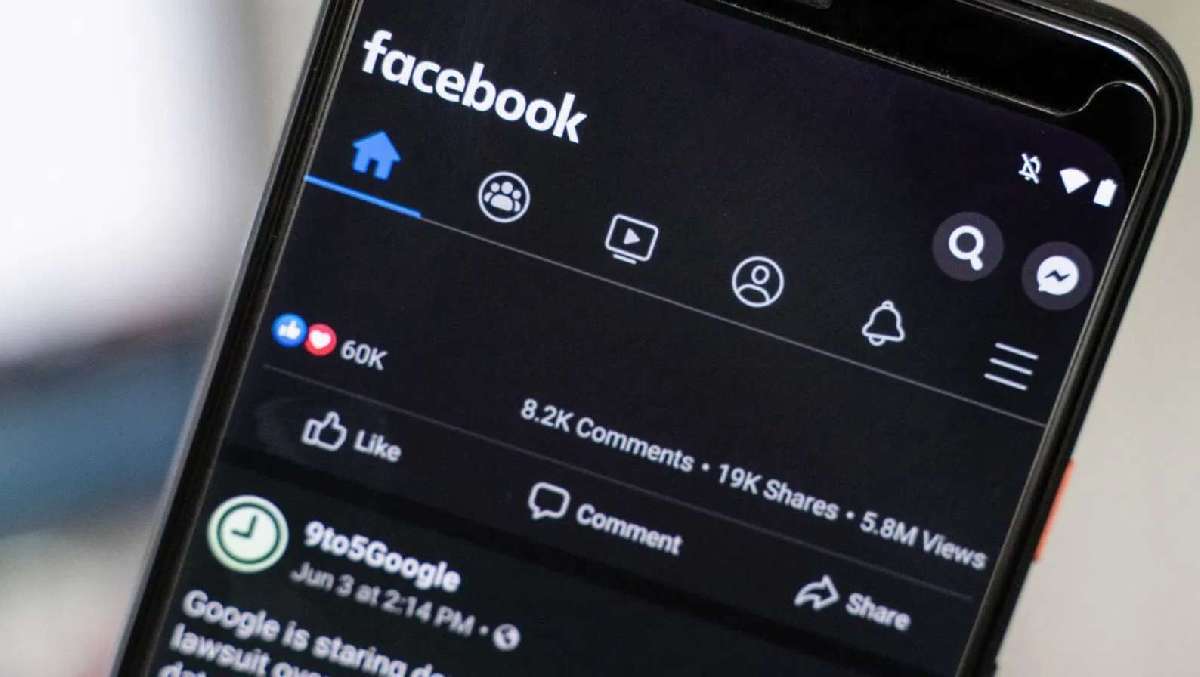 facebook
60K
8.2K Comments • 19K Shares • 5.8M Views
Like
Comment
Share
9to5Google
Jun 3 at 2:14 PM •
Google is staring
lawsuit